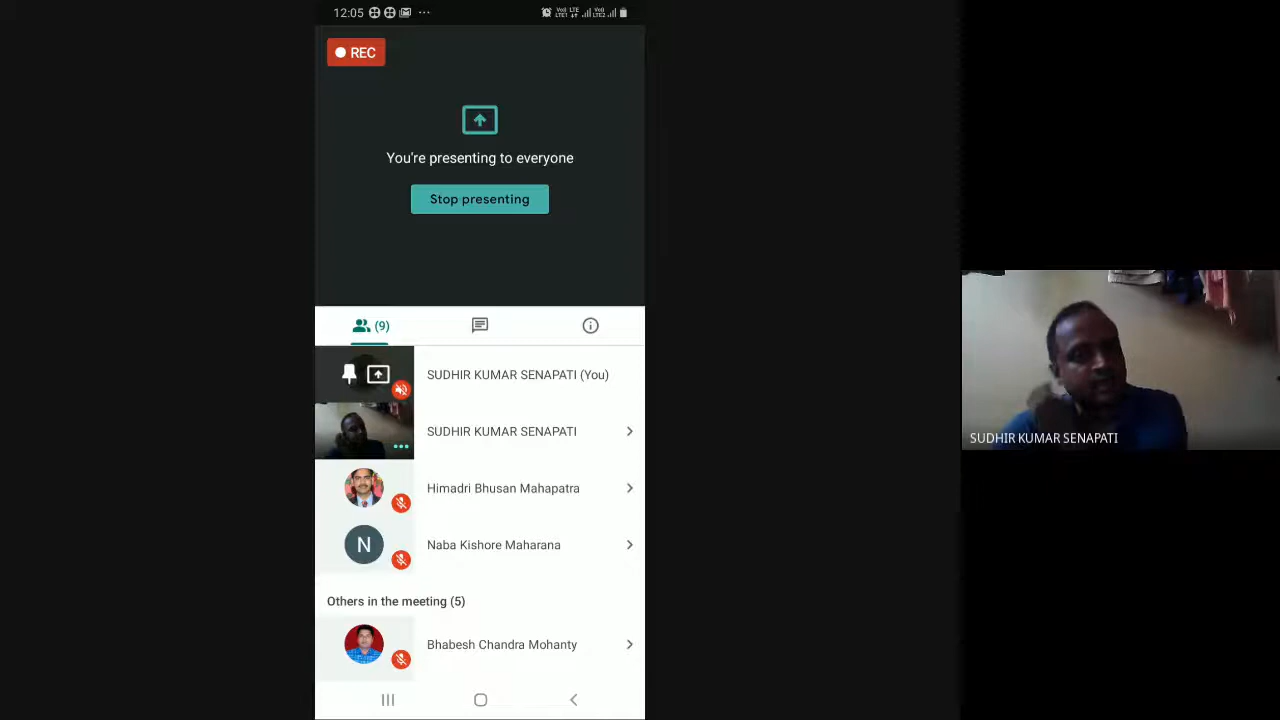 12:05
REC
You're presenting to everyone
Stop presenting
(9)
SUDHIR KUMAR SENAPATI (You)
SUDHIR KUMAR SENAPATI
Himadri Bhusan Mahapatra
N
Naba Kishore Maharana
Others in the meeting (5)
Bhabesh Chandra Mohanty
SUDHIR KUMAR SENAPATI